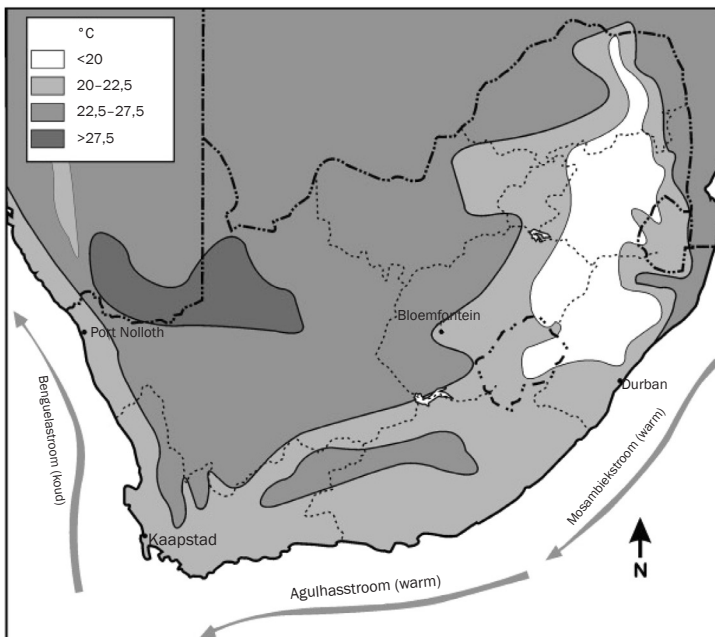 °C
<20
20–22,5
22,5–27,5
>27,5
Port Nolloth
Bloemfontein
Durban
Kaapstad
Benguelastroom (koud)
Mosambiekstroom (warm)
Agulhasstroom (warm)
N